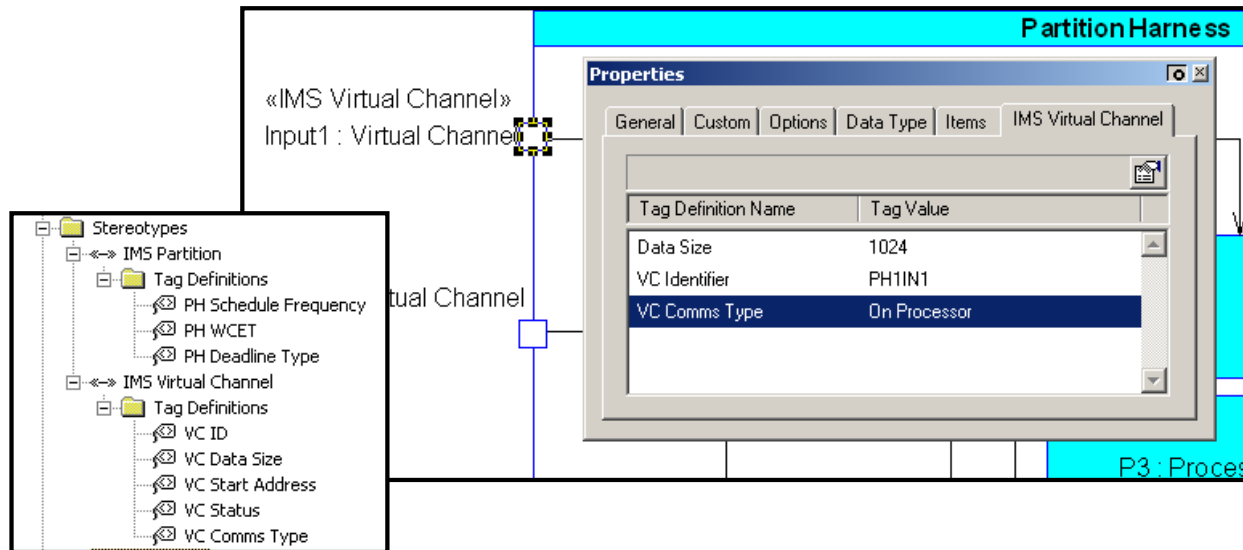 Partition Harness
Properties
«IMS Virtual Channel»
Input1 : Virtual Channel
General Custom Options Data Type Items IMS Virtual Channel
Tag Definition Name Tag Value
Data Size 1024
VC Identifier PH1IN1
VC Comms Type On Processor
tual Channel
P3 : Proces
Stereotypes
«–» IMS Partition
Tag Definitions
PH Schedule Frequency
PH WCET
PH Deadline Type
«–» IMS Virtual Channel
Tag Definitions
VC ID
VC Data Size
VC Start Address
VC Status
VC Comms Type